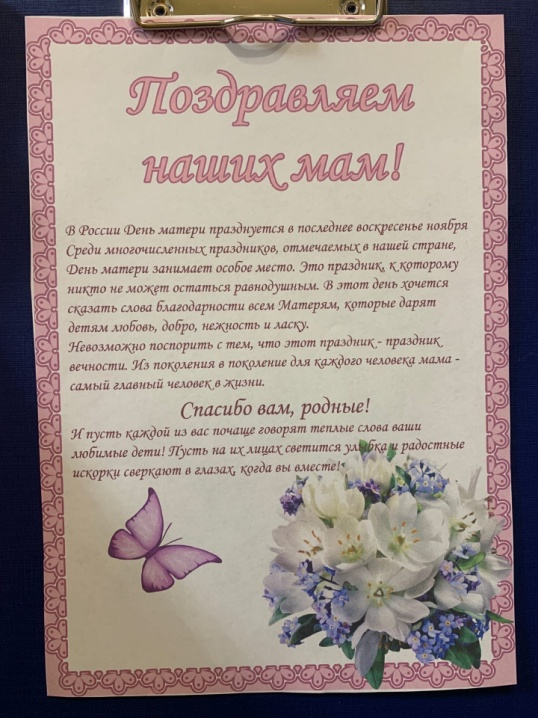 Поздравляем
наших мам!
В России День матери празднуется в последнее воскресенье ноября
Среди многочисленных праздников, отмечаемых в нашей стране,
День матери занимает особое место. Это праздник, к которому
никто не может остаться равнодушным. В этот день хочется
сказать слова благодарности всем Матерям, которые дарят
детям любовь, добро, нежность и ласку.
Невозможно поспорить с тем, что этот праздник - праздник
вечности. Из поколения в поколение для каждого человека мама -
самый главный человек в жизни.
Спасибо вам, родные!
И пусть каждой из вас почаще говорят теплые слова ваши
любимые дети! Пусть на их лицах светится улыбка и радостные
искорки сверкают в глазах, когда вы вместе!